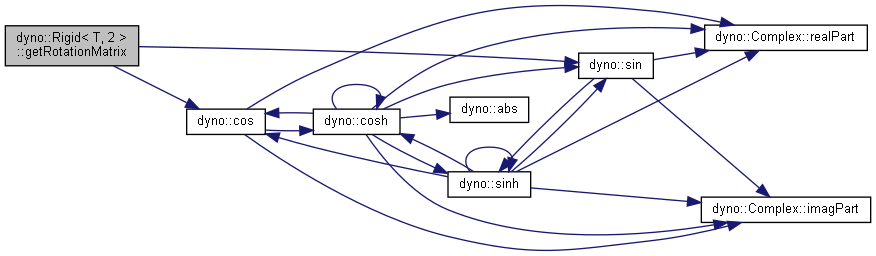 dyno::Rigid< T, 2 >
::getRotationMatrix
dyno::cos
dyno::cosh
dyno::abs
dyno::sinh
dyno::sin
dyno::Complex::realPart
dyno::Complex::imagPart